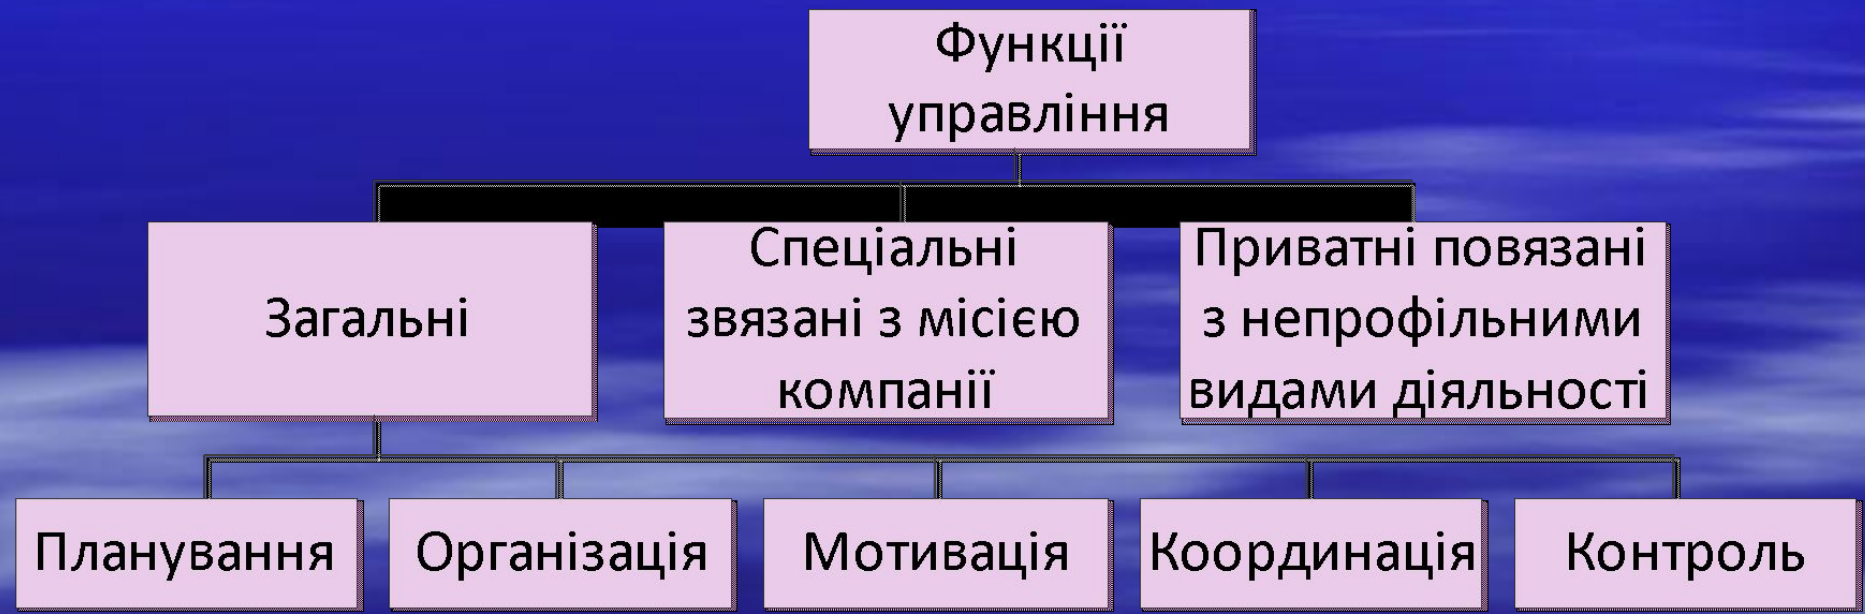 Функції
управління
Загальні
Спеціальні
звязані з місією
компанії
Приватні повязані
з непрофільними
видами діяльності
Планування
Організація
Мотивація
Координація
Контроль